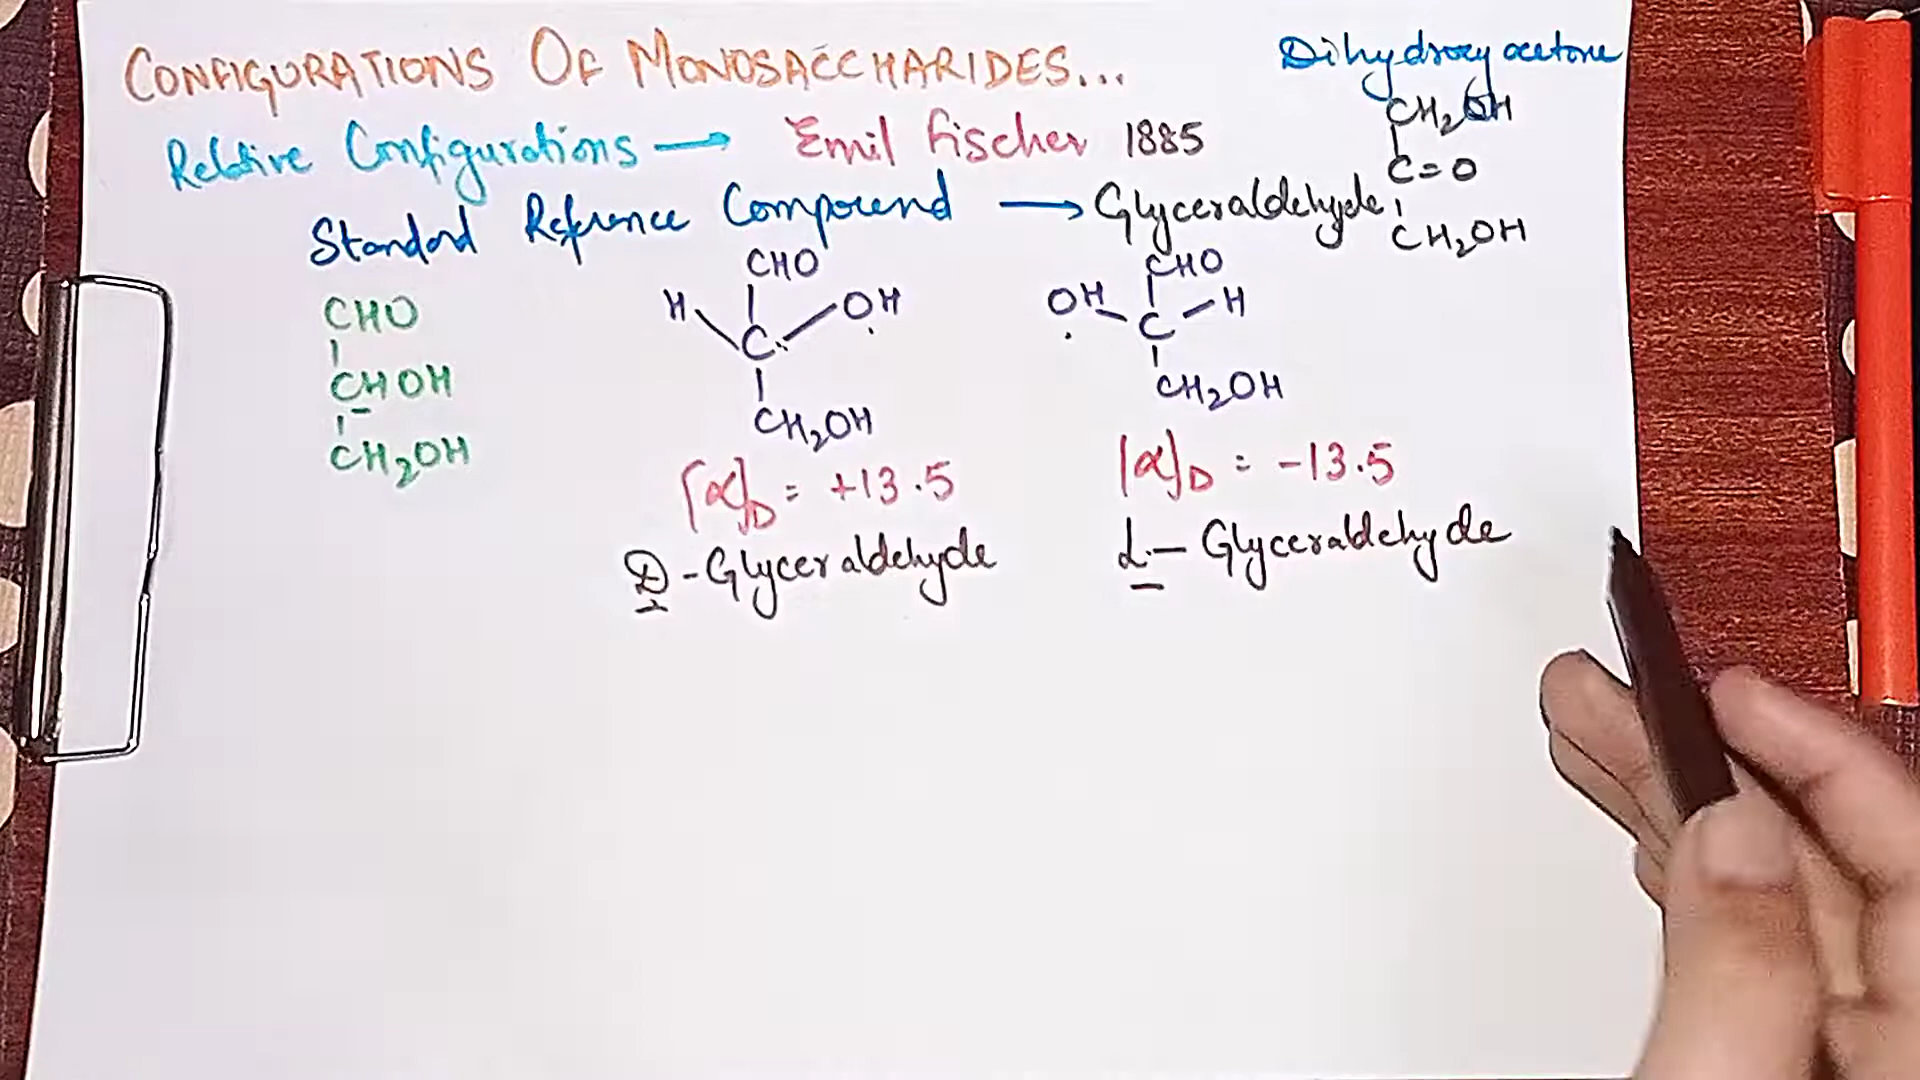 CONFIGURATIONS OF MONOSACCHARIDES...
Relative Configurations → Emil Fischer 1885
Standard Reference Compound → Glyceraldehyde
Dihydroxy acetone
CH2OH
C=O
CH2OH
CHO
CHOH
CH2OH
CHO
H C OH
CH2OH
[α]D = +13.5
D-Glyceraldehyde
CHO
OH C H
CH2OH
[α]D = -13.5
L- Glyceraldehyde